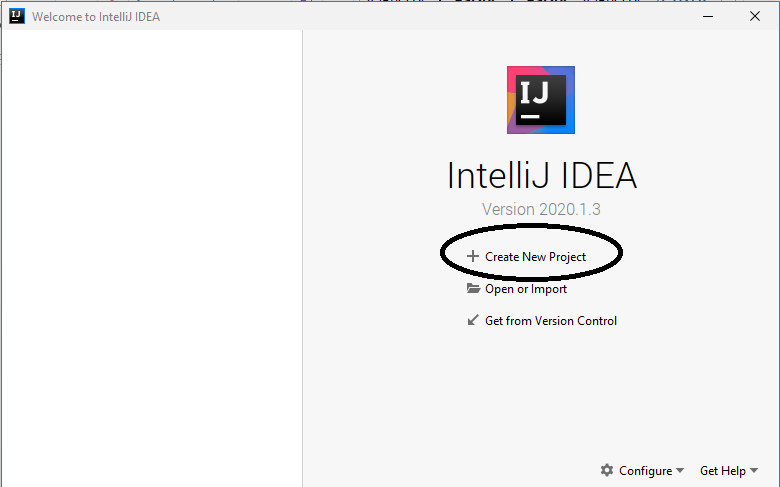 Welcome to IntelliJ IDEA
IJ
IntelliJ IDEA
Version 2020.1.3
Create New Project
Open or Import
Get from Version Control
Configure
Get Help